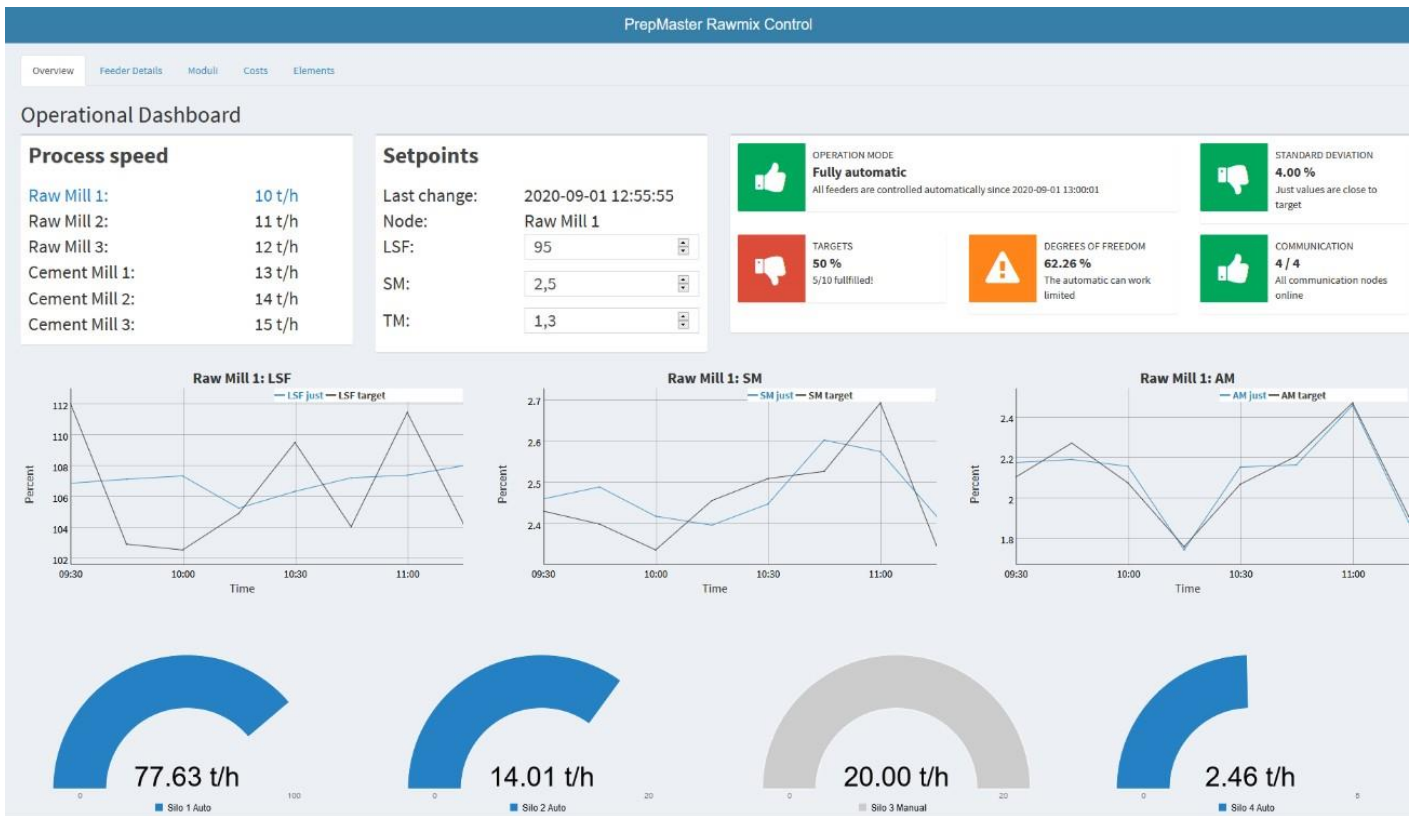 PrepMaster Rawmix Control
Overview Feeder Details Moduli Costs Elements
Operational Dashboard
Process speed
Raw Mill 1: 10 t/h
Raw Mill 2: 11 t/h
Raw Mill 3: 12 t/h
Cement Mill 1: 13 t/h
Cement Mill 2: 14 t/h
Cement Mill 3: 15 t/h
Setpoints
Last change: 2020-09-01 12:55:55
Node: Raw Mill 1
LSF: 95
SM: 2,5
TM: 1,3
OPERATION MODE
Fully automatic
All feeders are controlled automatically since 2020-09-01 13:00:01
STANDARD DEVIATION
4.00 %
Just values are close to
target
TARGETS
50 %
5/10 fullfilled!
DEGREES OF FREEDOM
62.26 %
The automatic can work
limited
COMMUNICATION
4 / 4
All communication nodes
online
Raw Mill 1: LSF
LSF just LSF target
112
110
108
106
104
102
Percent
09:30 10:00 10:30 11:00
Time
Raw Mill 1: SM
SM just SM target
2.7
2.6
2.5
2.4
Percent
09:30 10:00 10:30 11:00
Time
Raw Mill 1: AM
AM just AM target
2.4
2.2
2
1.8
Percent
09:30 10:00 10:30 11:00
Time
77.63 t/h
0 100
Silo 1 Auto
14.01 t/h
0 20
Silo 2 Auto
20.00 t/h
0 20
Silo 3 Manual
2.46 t/h
0 5
Silo 4 Auto